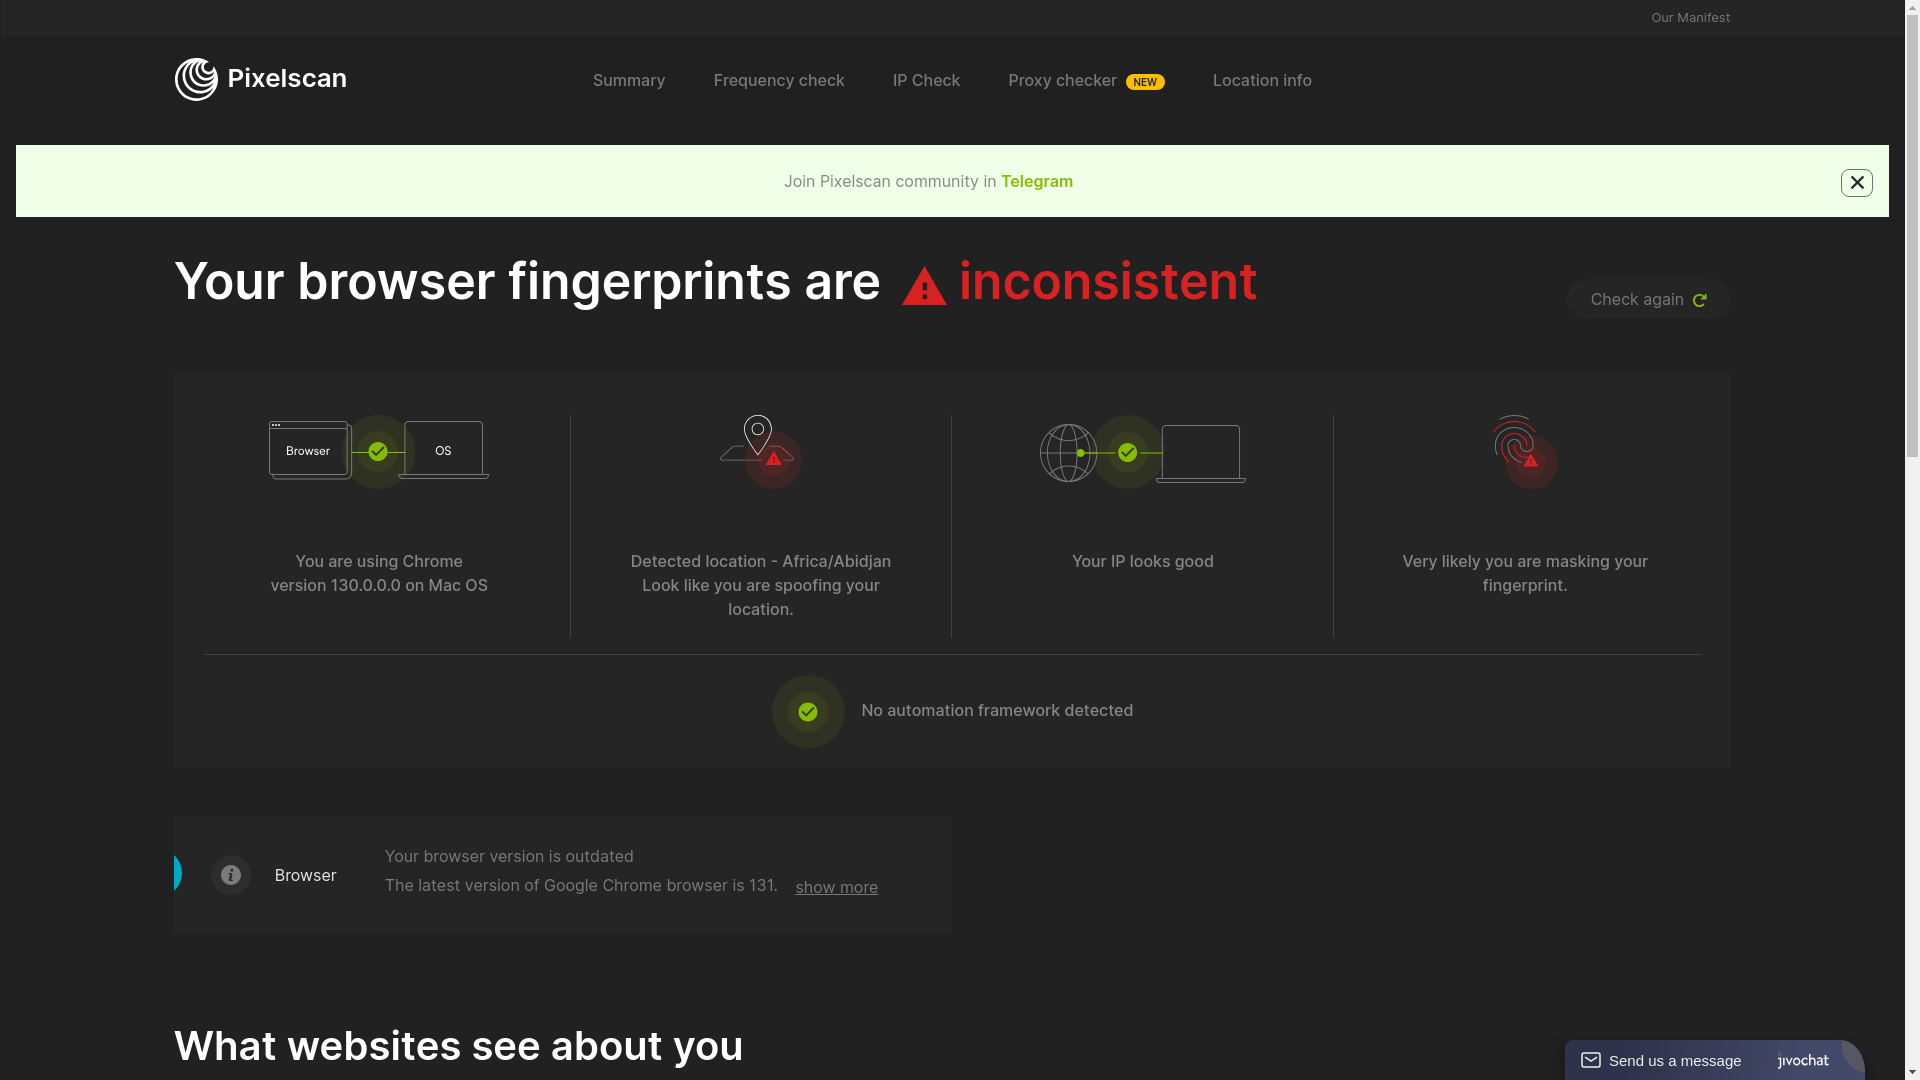 Our Manifest
Pixelscan
Summary
Frequency check
IP Check
Proxy checker NEW
Location info
Join Pixelscan community in Telegram
Your browser fingerprints are inconsistent
Check again
Browser
OS
You are using Chrome
version 130.0.0.0 on Mac OS
Detected location - Africa/Abidjan
Look like you are spoofing your
location.
Your IP looks good
Very likely you are masking your
fingerprint.
No automation framework detected
Browser
Your browser version is outdated
The latest version of Google Chrome browser is 131. show more
What websites see about you
Send us a message jivochat